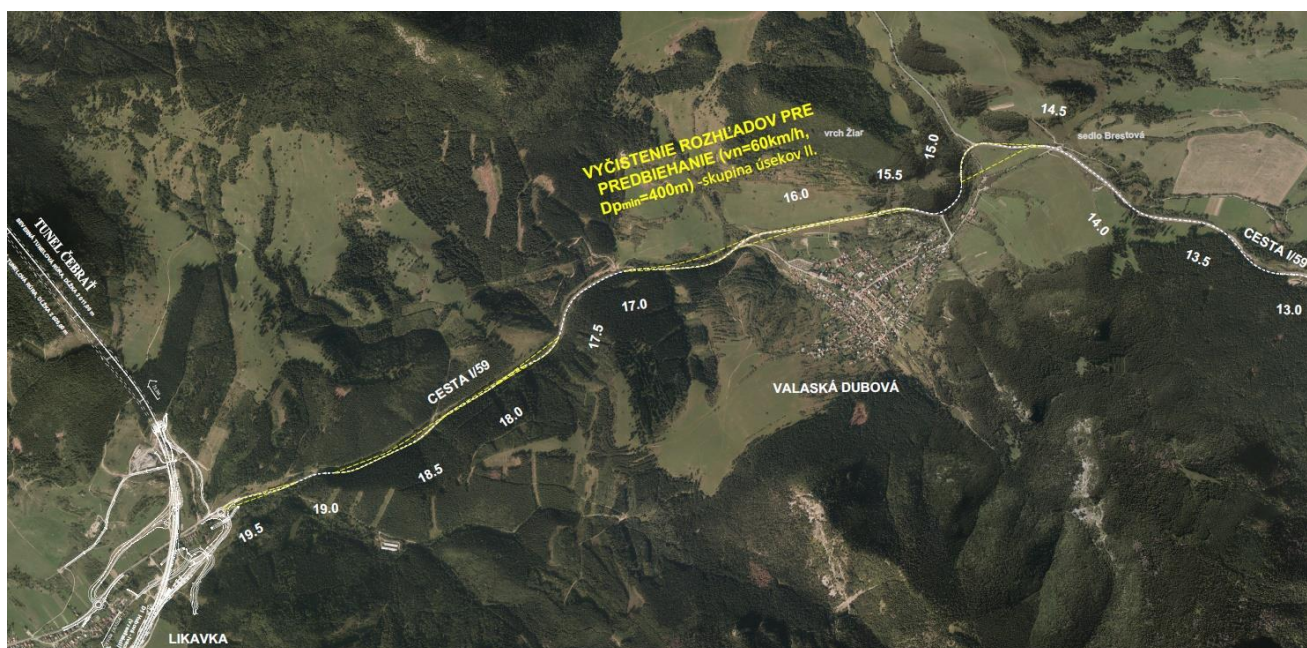 VYČISTENIE ROZHĽADOV PRE
PREDBIEHANIE (vn=60km/h,
Dpmin=400m) -skupina úsekov II.
vrch Žiar
sedlo Brestová
14.5
15.0
15.5
16.0
14.0
13.5
CESTA I/59
13.0
17.0
17.5
TUNEL ČEBRAŤ
CESTA I/59
VALASKÁ DUBOVÁ
18.0
18.5
19.0
19.5
LIKAVKA